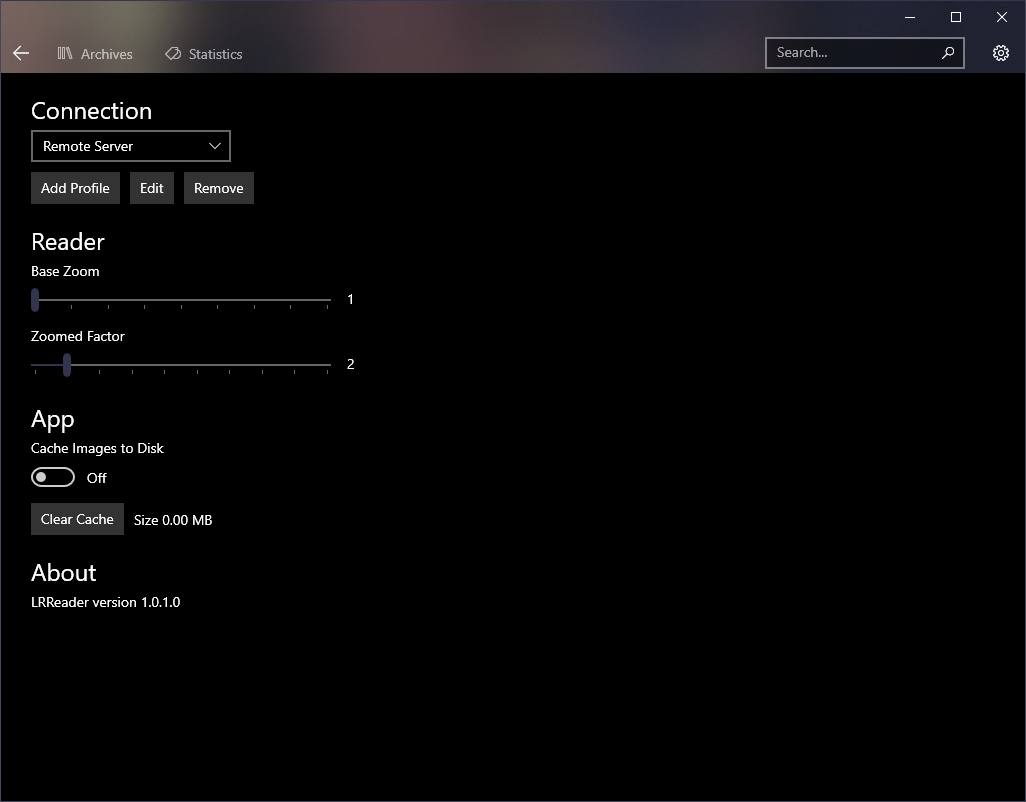 Archives
Statistics
Search...
Connection
Remote Server
Add Profile Edit Remove
Reader
Base Zoom
1
Zoomed Factor
2
App
Cache Images to Disk
Off
Clear Cache Size 0.00 MB
About
LRReader version 1.0.1.0